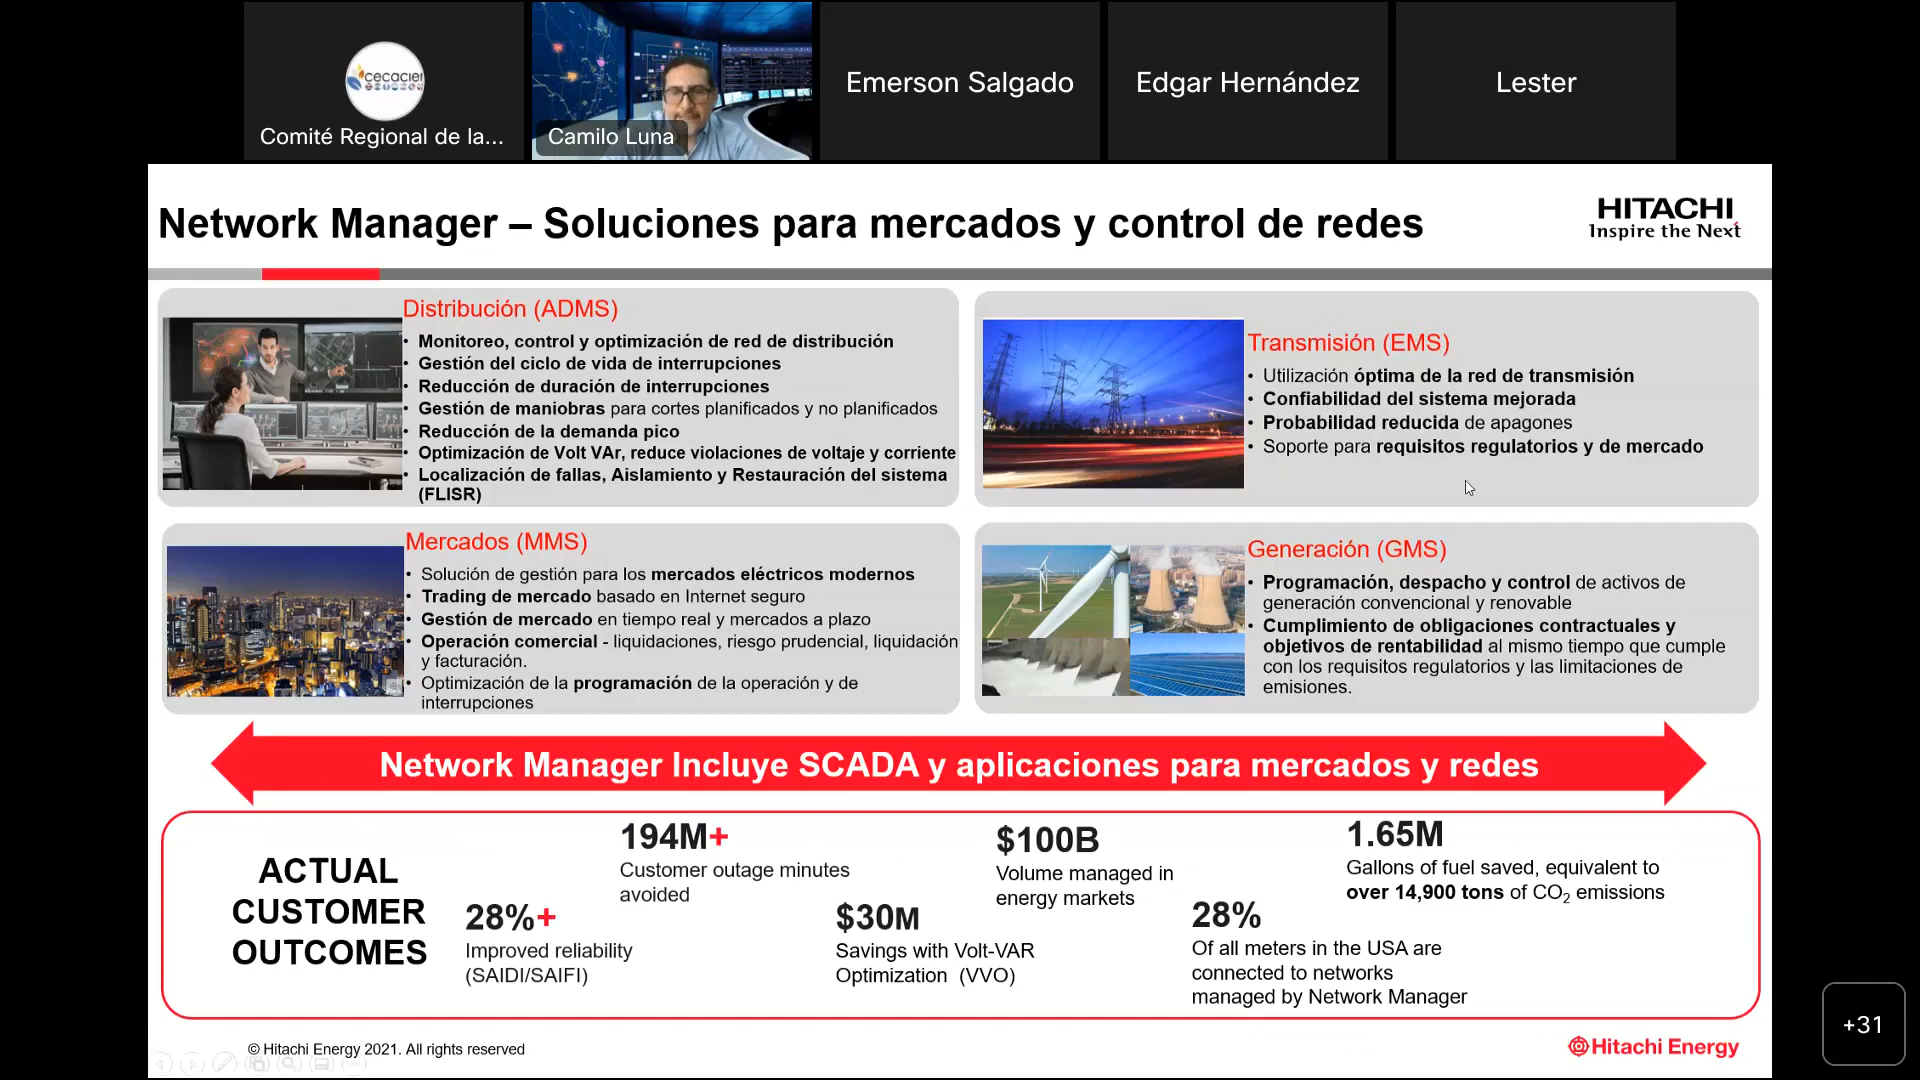 cecacier
Comité Regional de la...
Camilo Luna
Emerson Salgado
Edgar Hernández
Lester
Network Manager – Soluciones para mercados y control de redes
HITACHI
Inspire the Next
Distribución (ADMS)
• Monitoreo, control y optimización de red de distribución
• Gestión del ciclo de vida de interrupciones
• Reducción de duración de interrupciones
• Gestión de maniobras para cortes planificados y no planificados
• Reducción de la demanda pico
• Optimización de Volt VAr, reduce violaciones de voltaje y corriente
• Localización de fallas, Aislamiento y Restauración del sistema
(FLISR)
Transmisión (EMS)
• Utilización óptima de la red de transmisión
• Confiabilidad del sistema mejorada
• Probabilidad reducida de apagones
• Soporte para requisitos regulatorios y de mercado
Mercados (MMS)
• Solución de gestión para los mercados eléctricos modernos
• Trading de mercado basado en Internet seguro
• Gestión de mercado en tiempo real y mercados a plazo
• Operación comercial - liquidaciones, riesgo prudencial, liquidación
y facturación.
• Optimización de la programación de la operación y de
interrupciones
Generación (GMS)
• Programación, despacho y control de activos de
generación convencional y renovable
• Cumplimiento de obligaciones contractuales y
objetivos de rentabilidad al mismo tiempo que cumple
con los requisitos regulatorios y las limitaciones de
emisiones.
Network Manager Incluye SCADA y aplicaciones para mercados y redes
ACTUAL
CUSTOMER
OUTCOMES
28%+
Improved reliability
(SAIDI/SAIFI)
194M+
Customer outage minutes
avoided
$30M
Savings with Volt-VAR
Optimization (VVO)
$100B
Volume managed in
energy markets
28%
Of all meters in the USA are
connected to networks
managed by Network Manager
1.65M
Gallons of fuel saved, equivalent to
over 14,900 tons of CO₂ emissions
© Hitachi Energy 2021. All rights reserved
Hitachi Energy
+31